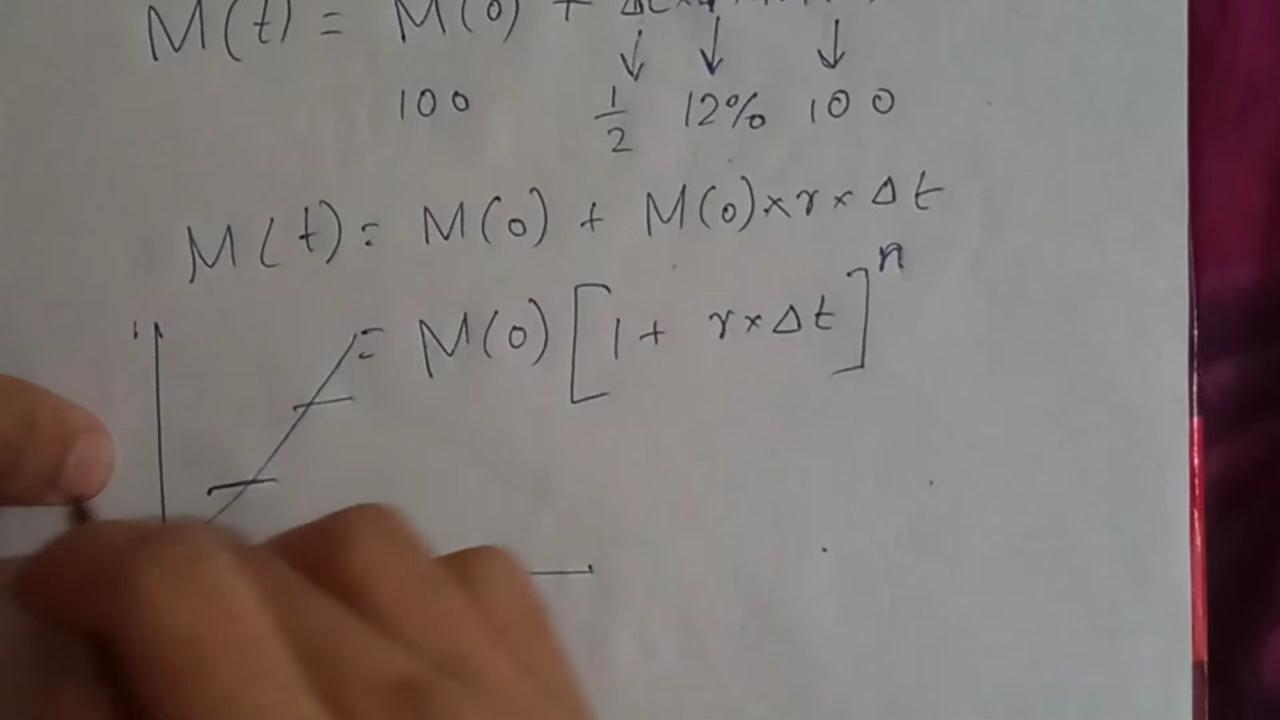 M(t) = M(0) +
100 1/2 12% 100
M(t) = M(0) + M(0)×r×Δt
= M(0)[1 + r×Δt]^n